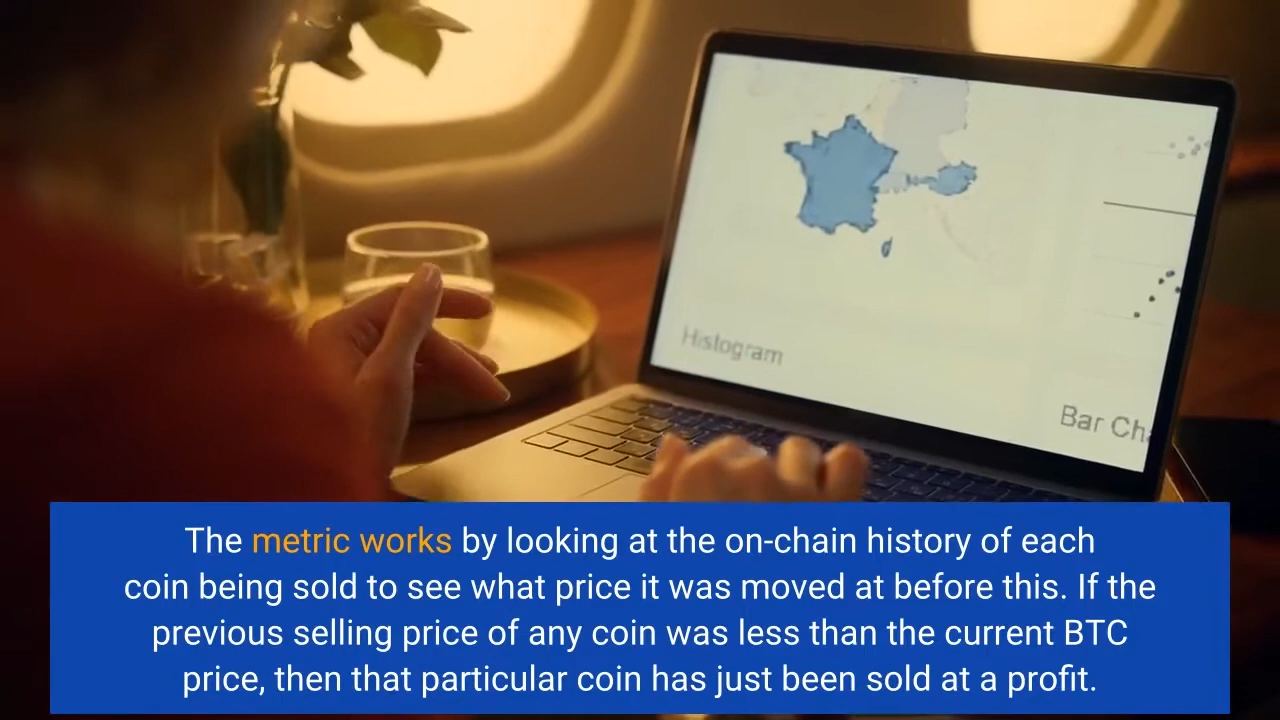 Histogram
Bar Cha
The metric works by looking at the on-chain history of each
coin being sold to see what price it was moved at before this. If the
previous selling price of any coin was less than the current BTC
price, then that particular coin has just been sold at a profit.